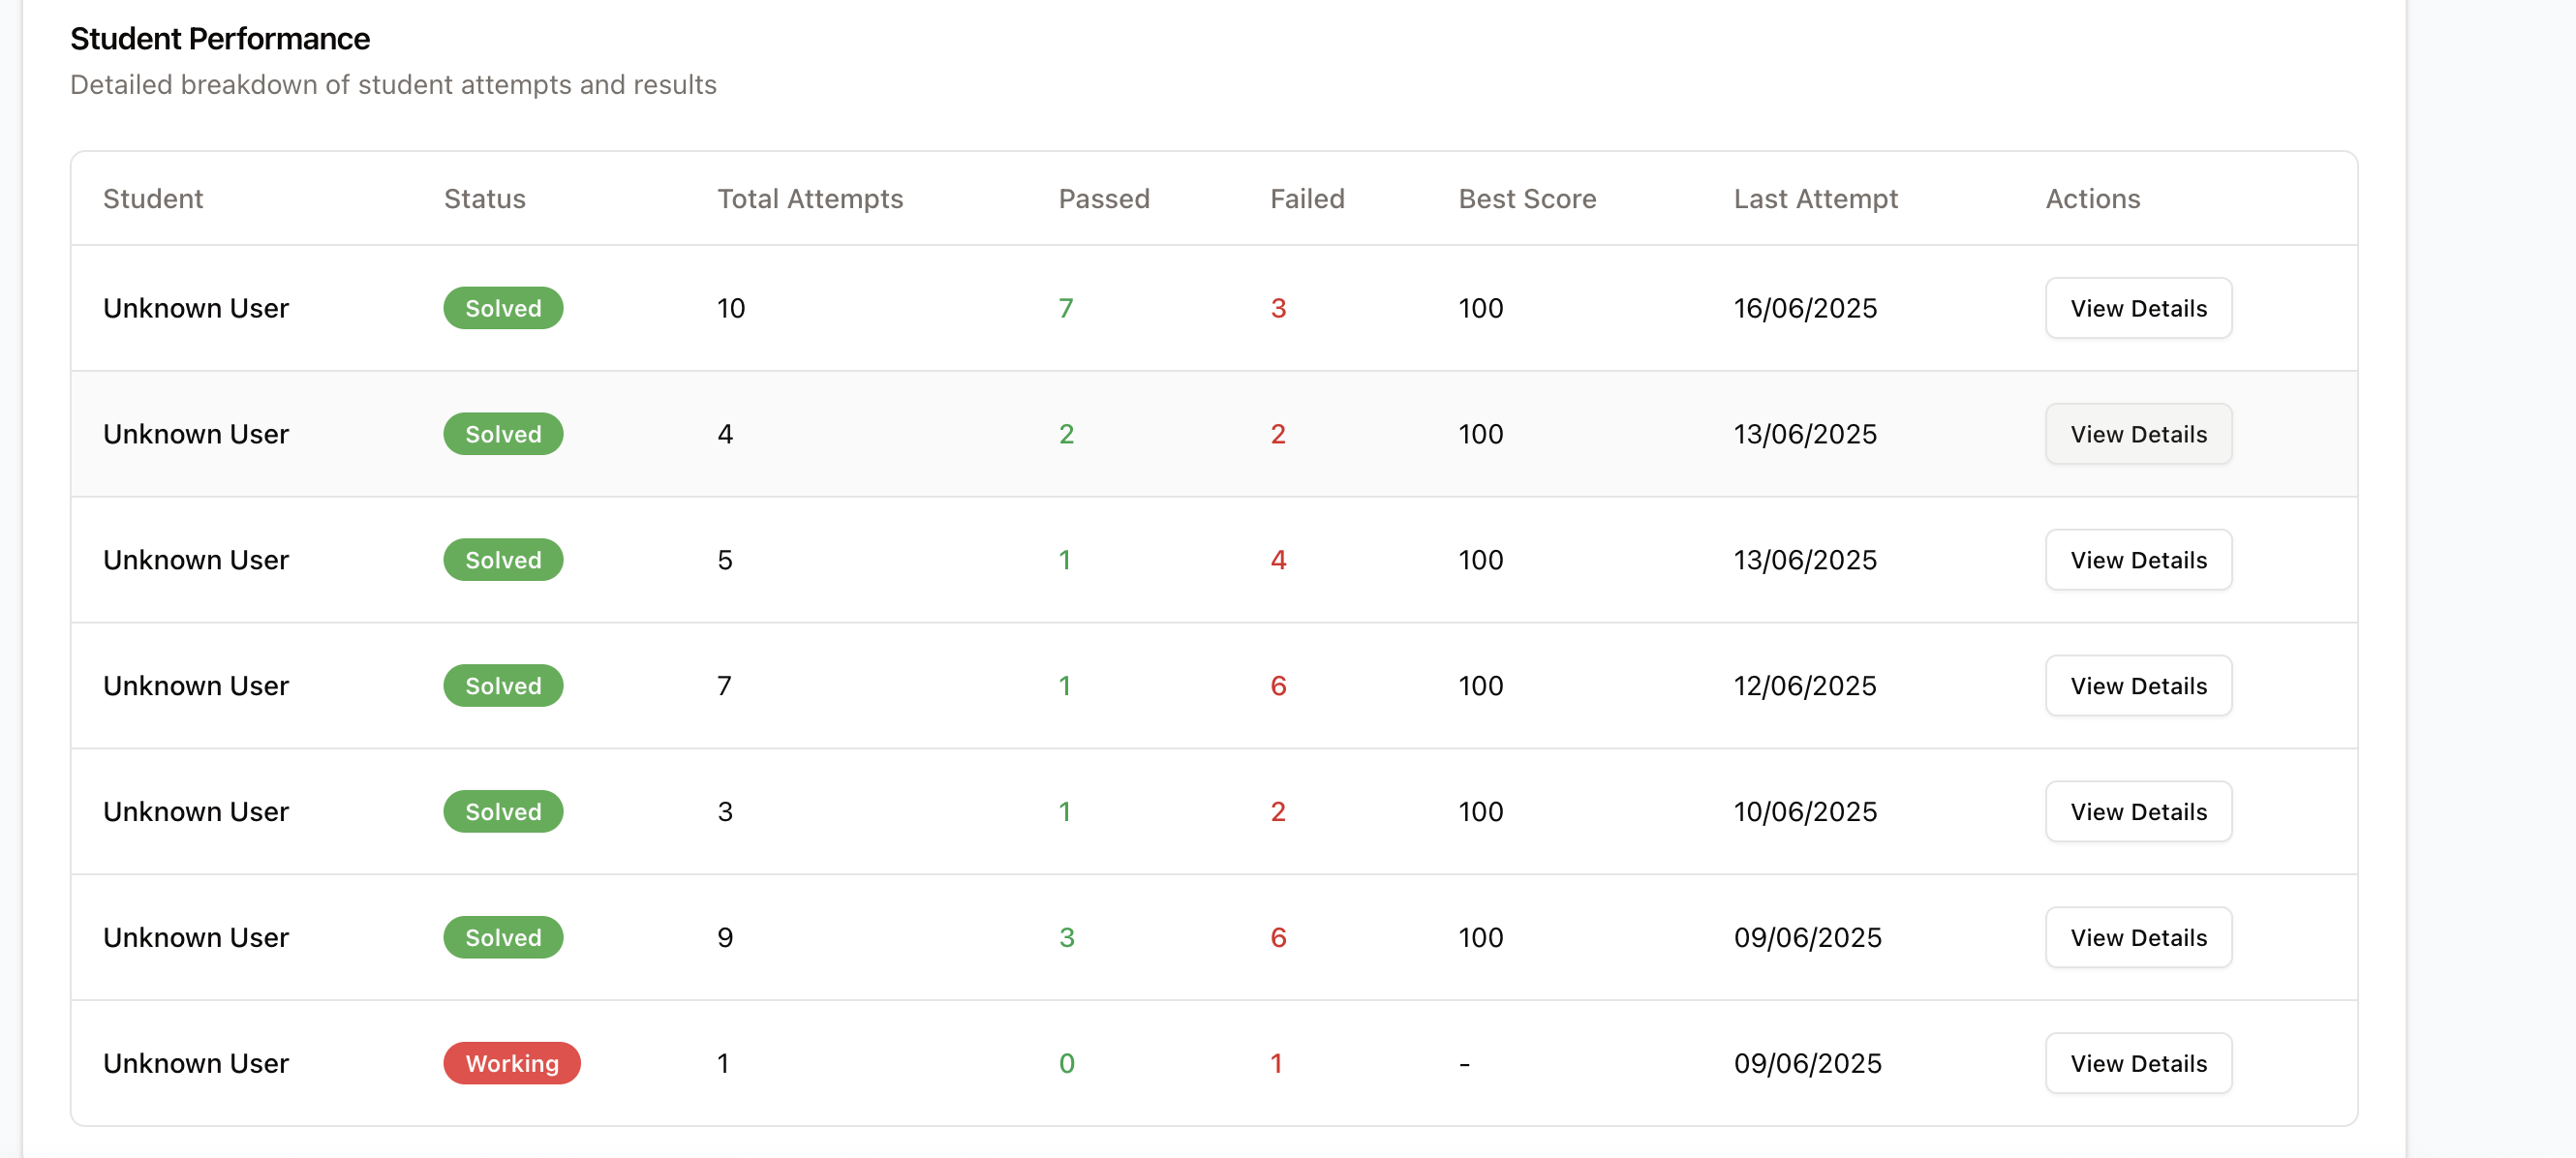 Student Performance
Detailed breakdown of student attempts and results
Student Status Total Attempts Passed Failed Best Score Last Attempt Actions
Unknown User Solved 10 7 3 100 16/06/2025 View Details
Unknown User Solved 4 2 2 100 13/06/2025 View Details
Unknown User Solved 5 1 4 100 13/06/2025 View Details
Unknown User Solved 7 1 6 100 12/06/2025 View Details
Unknown User Solved 3 1 2 100 10/06/2025 View Details
Unknown User Solved 9 3 6 100 09/06/2025 View Details
Unknown User Working 1 0 1 - 09/06/2025 View Details